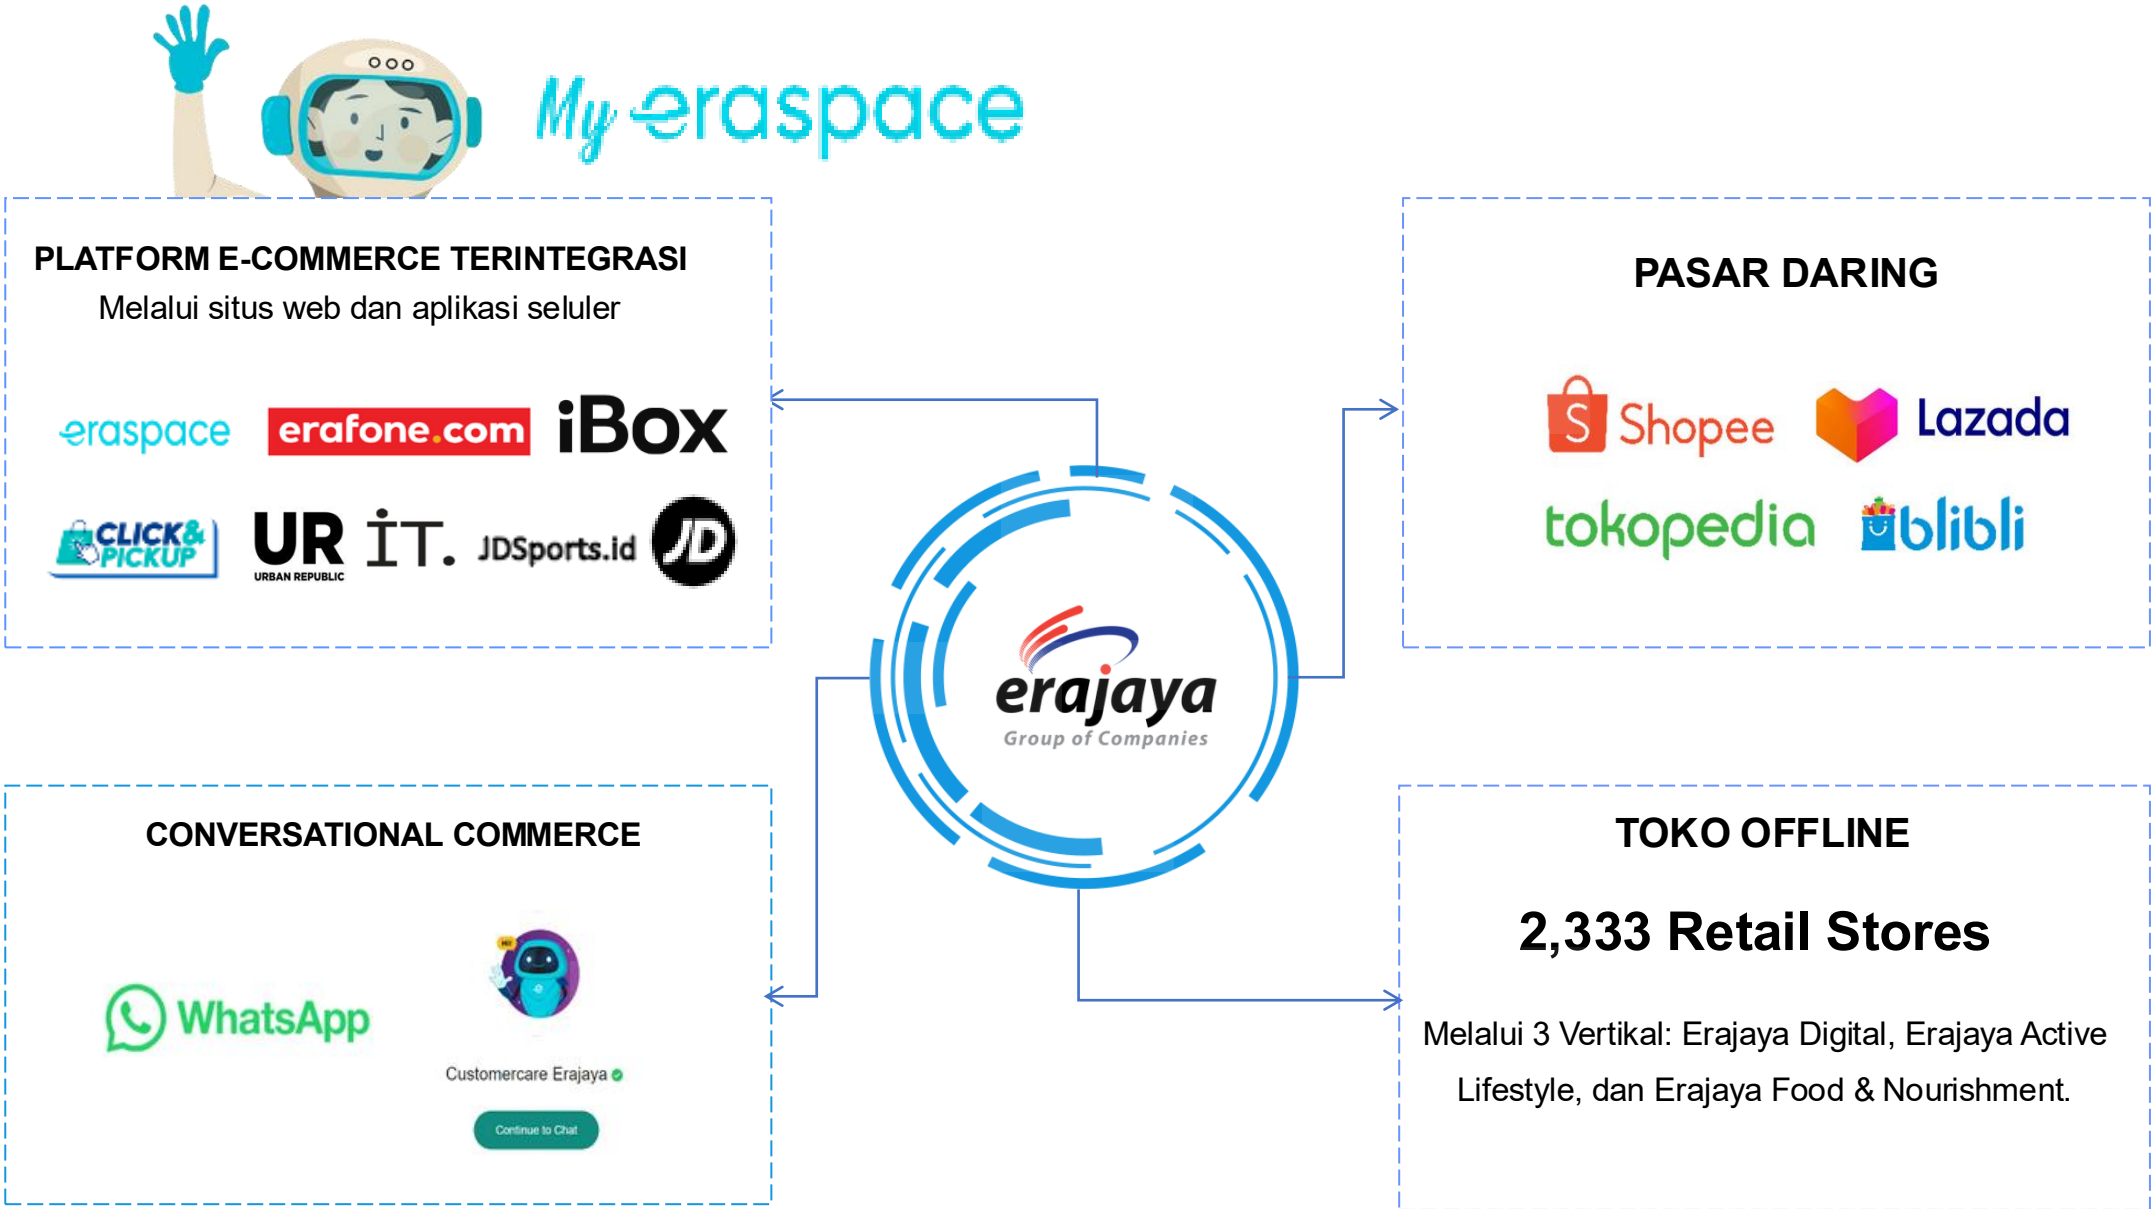 My eraspace
PLATFORM E-COMMERCE TERINTEGRASI
Melalui situs web dan aplikasi seluler
eraspace
erafone.com
iBox
CLICK&
PICKUP
UR
URBAN REPUBLIC
iT.
JDSports.id
JD
PASAR DARING
S Shopee
Lazada
tokopedia
blibli
erajaya
Group of Companies
CONVERSATIONAL COMMERCE
WhatsApp
Hi!
Customercare Erajaya
Continue to Chat
TOKO OFFLINE
2,333 Retail Stores
Melalui 3 Vertikal: Erajaya Digital, Erajaya Active
Lifestyle, dan Erajaya Food & Nourishment.